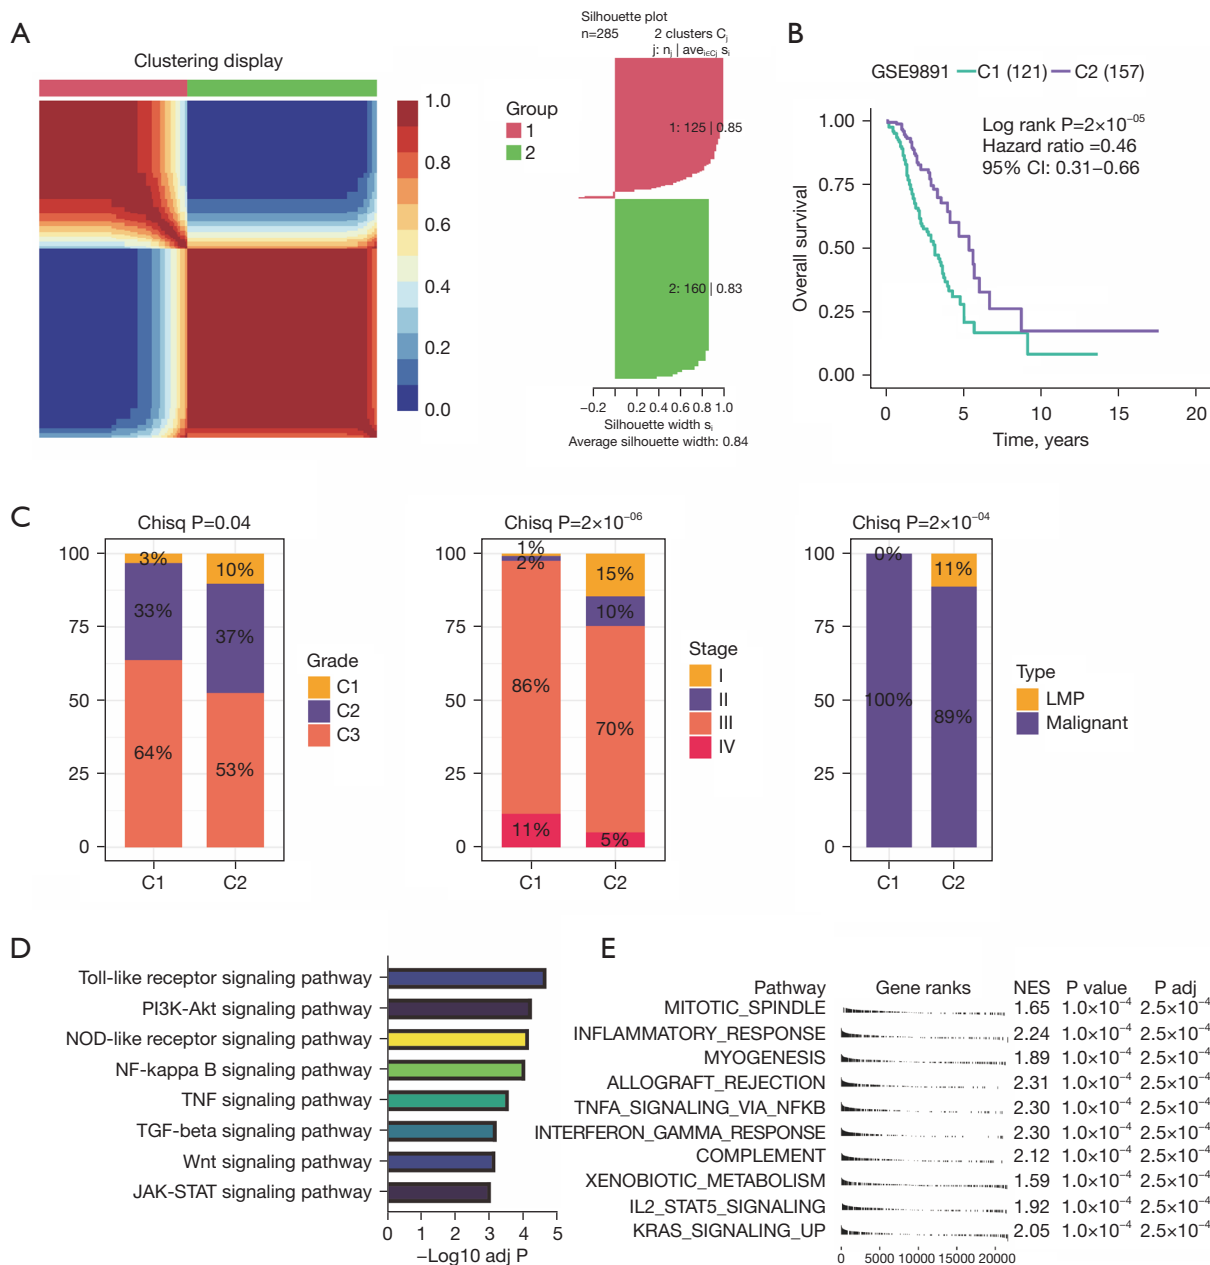 A
Clustering display
1.0
0.8
0.6
0.4
0.2
0.0
Group
1
2
Silhouette plot
n=285 2 clusters Cj
j: nj | avei∈Cj si
1: 125 | 0.85
2: 160 | 0.83
−0.2 0.2 0.4 0.6 0.8 1.0
Silhouette width si
Average silhouette width: 0.84
B
GSE9891 C1 (121) C2 (157)
Log rank P=2×10⁻⁰⁵
Hazard ratio =0.46
95% CI: 0.31–0.66
Overall survival
1.00
0.75
0.50
0.25
0.00
0 5 10 15 20
Time, years
C
Chisq P=0.04
100
75
50
25
0
3%
33%
64%
10%
37%
53%
C1 C2
Grade
C1
C2
C3
Chisq P=2×10⁻⁰⁶
100
75
50
25
0
1%
2%
86%
11%
15%
10%
70%
5%
C1 C2
Stage
I
II
III
IV
Chisq P=2×10⁻⁰⁴
100
75
50
25
0
0%
100%
11%
89%
C1 C2
Type
LMP
Malignant
D
Toll-like receptor signaling pathway
PI3K-Akt signaling pathway
NOD-like receptor signaling pathway
NF-kappa B signaling pathway
TNF signaling pathway
TGF-beta signaling pathway
Wnt signaling pathway
JAK-STAT signaling pathway
0 1 2 3 4 5
−Log10 adj P
E
Pathway Gene ranks NES P value P adj
MITOTIC_SPINDLE 1.65 1.0×10⁻⁴ 2.5×10⁻⁴
INFLAMMATORY_RESPONSE 2.24 1.0×10⁻⁴ 2.5×10⁻⁴
MYOGENESIS 1.89 1.0×10⁻⁴ 2.5×10⁻⁴
ALLOGRAFT_REJECTION 2.31 1.0×10⁻⁴ 2.5×10⁻⁴
TNFA_SIGNALING_VIA_NFKB 2.30 1.0×10⁻⁴ 2.5×10⁻⁴
INTERFERON_GAMMA_RESPONSE 2.30 1.0×10⁻⁴ 2.5×10⁻⁴
COMPLEMENT 2.12 1.0×10⁻⁴ 2.5×10⁻⁴
XENOBIOTIC_METABOLISM 1.59 1.0×10⁻⁴ 2.5×10⁻⁴
IL2_STAT5_SIGNALING 1.92 1.0×10⁻⁴ 2.5×10⁻⁴
KRAS_SIGNALING_UP 2.05 1.0×10⁻⁴ 2.5×10⁻⁴
0 5000 10000 15000 20000